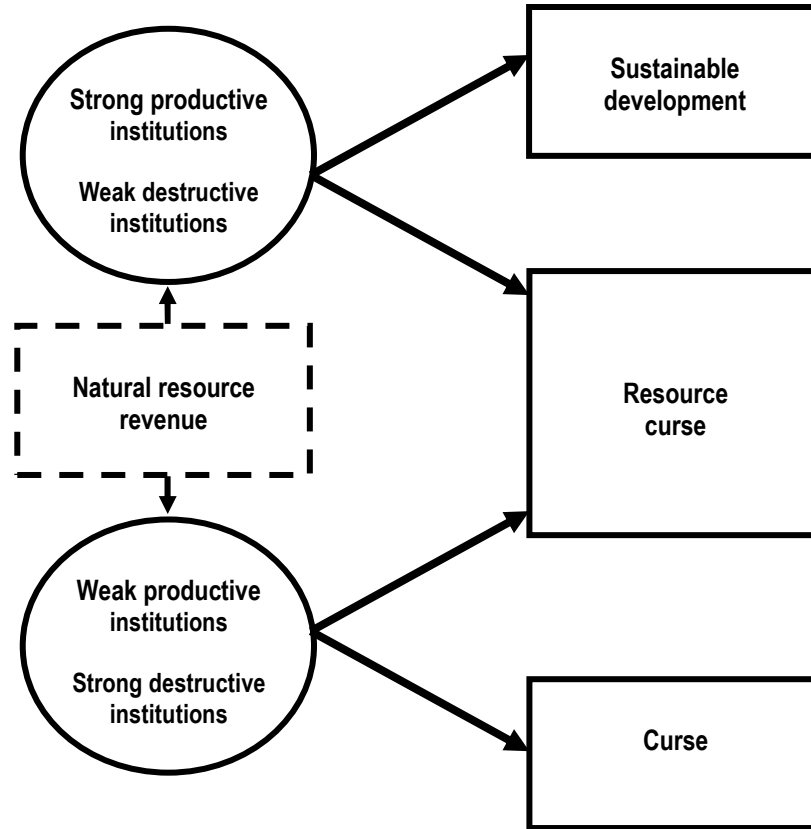 Strong productive
institutions
Weak destructive
institutions
Sustainable
development
Natural resource
revenue
Resource
curse
Weak productive
institutions
Strong destructive
institutions
Curse